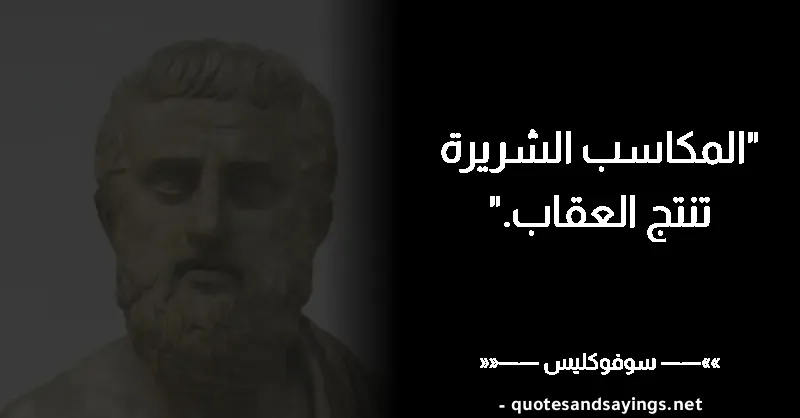 "المكاسب الشريرة
تنتج العقاب."
»»—— سوفوكليس ——««
- quotesandsayings.net